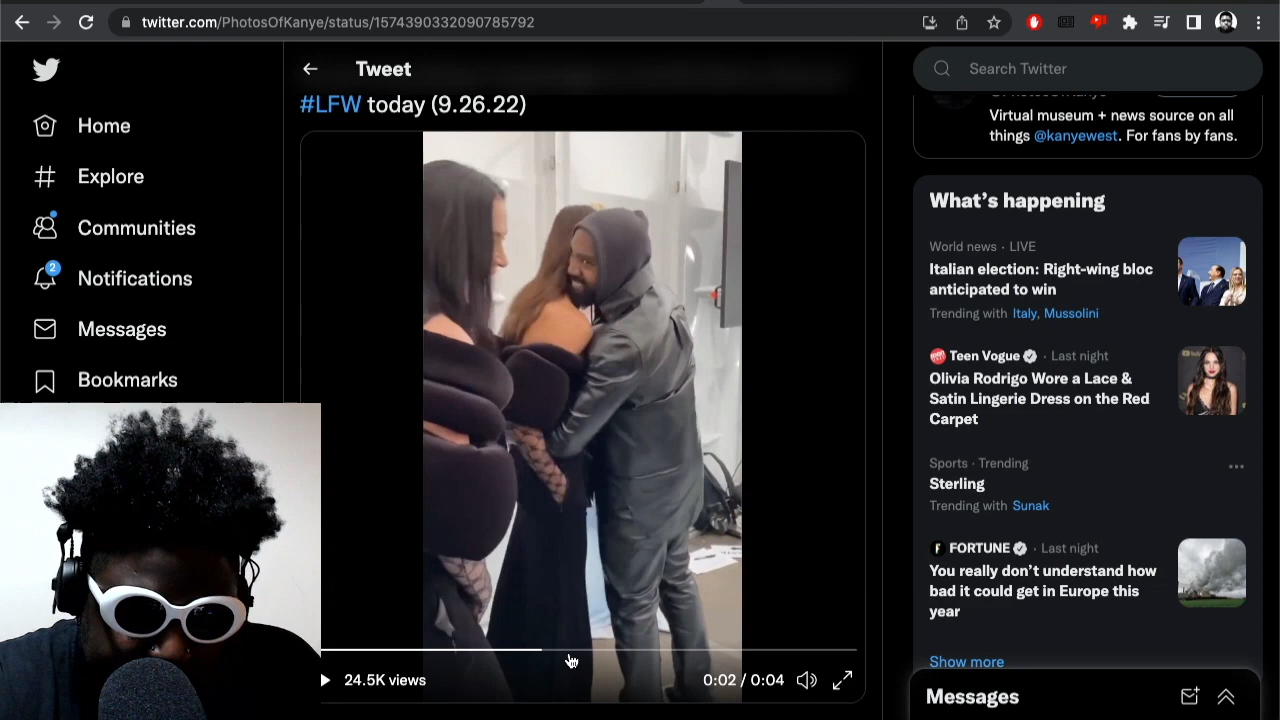 twitter.com/PhotosOfKanye/status/1574390332090785792
Home
Explore
Communities
2
Notifications
Messages
Bookmarks
Tweet
#LFW today (9.26.22)
24.5K views
0:02 / 0:04
Search Twitter
Virtual museum + news source on all
things @kanyewest. For fans by fans.
What's happening
World news · LIVE
Italian election: Right-wing bloc
anticipated to win
Trending with Italy, Mussolini
Teen Vogue · Last night
Olivia Rodrigo Wore a Lace &
Satin Lingerie Dress on the Red
Carpet
Sports · Trending
Sterling
Trending with Sunak
FORTUNE · Last night
You really don't understand how
bad it could get in Europe this
year
Show more
Messages